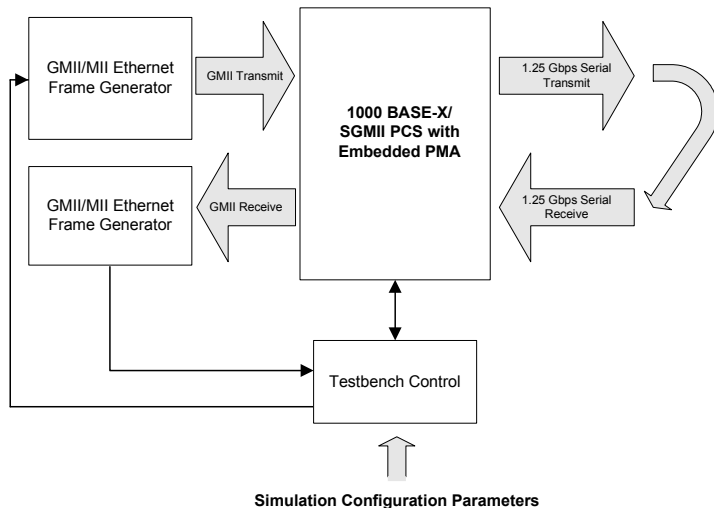 GMII/MII Ethernet
Frame Generator
GMII Transmit
1000 BASE-X/
SGMII PCS with
Embedded PMA
1.25 Gbps Serial
Transmit
GMII/MII Ethernet
Frame Generator
GMII Receive
1.25 Gbps Serial
Receive
Testbench Control
Simulation Configuration Parameters